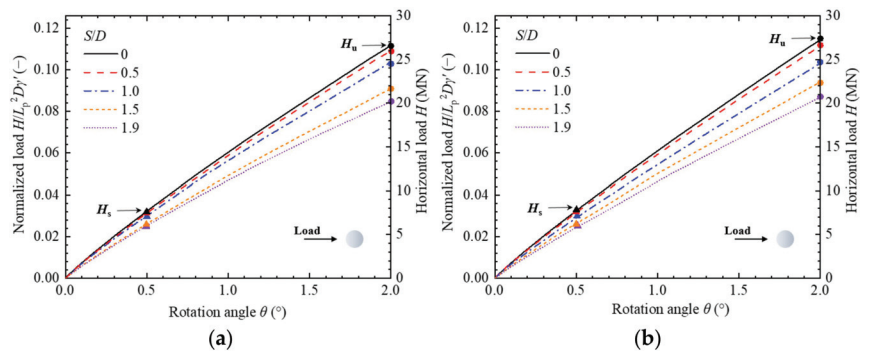 Normalized load H/Lp²Dγ' (−)
0.12
0.10
0.08
0.06
0.04
0.02
0.00
S/D
0
0.5
1.0
1.5
1.9
Hu
Hs
Load
30
25
20
15
10
5
0
Horizontal load H (MN)
0.0 0.5 1.0 1.5 2.0
Rotation angle θ (°)
(a)
Normalized load H/Lp²Dγ' (−)
0.12
0.10
0.08
0.06
0.04
0.02
0.00
S/D
0
0.5
1.0
1.5
1.9
Hu
Hs
Load
30
25
20
15
10
5
0
Horizontal load H (MN)
0.0 0.5 1.0 1.5 2.0
Rotation angle θ (°)
(b)